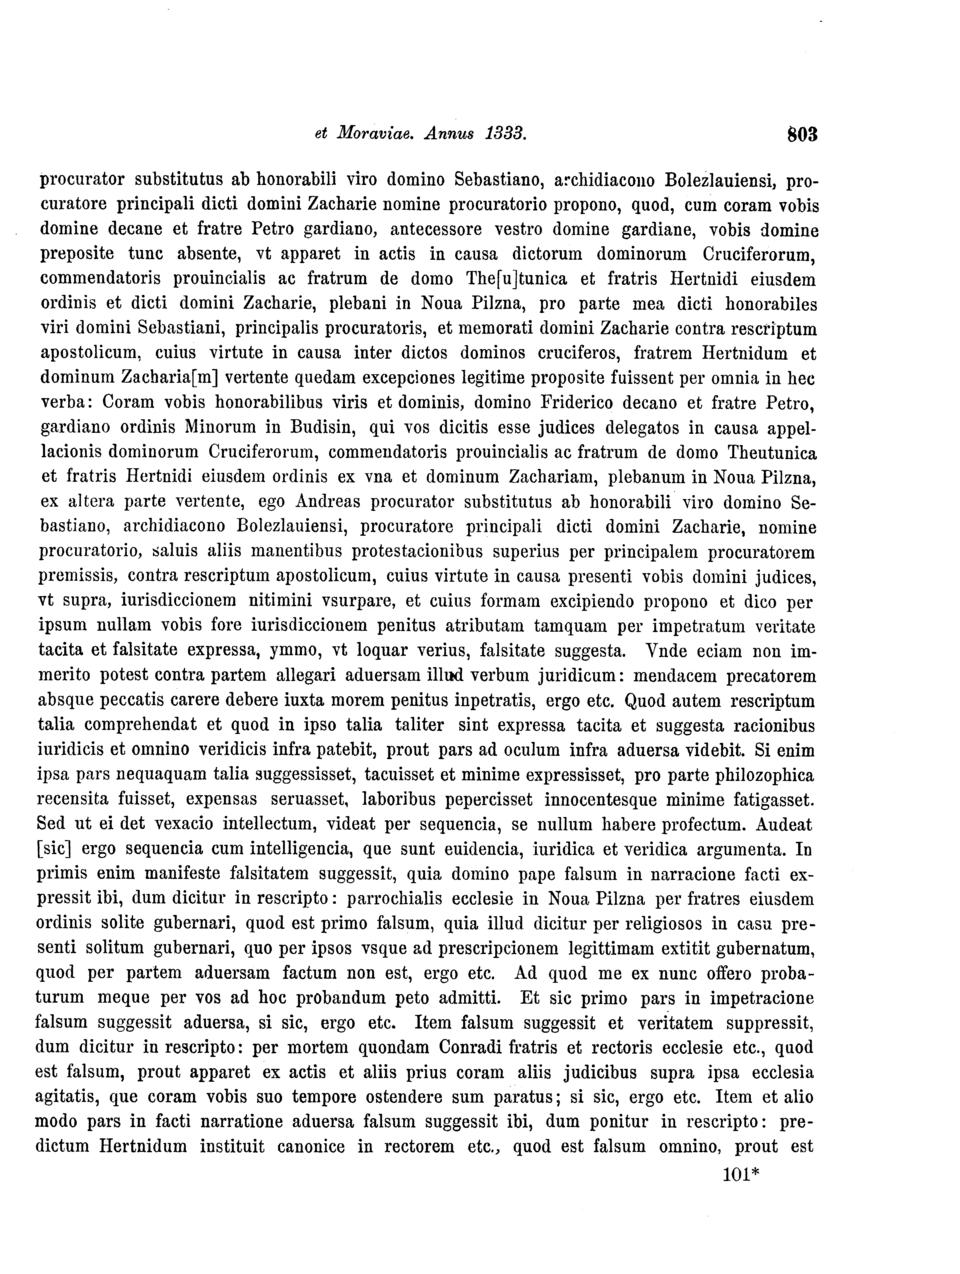 et Moraviae. Annus 1333. 803
procurator substitutus ab honorabili viro domino Sebastiano, archidiacono Bolezlauiensi, pro-
curatore principali dicti domini Zacharie nomine procuratorio propono, quod, cum coram vobis
domine decane et fratre Petro gardiano, antecessore vestro domine gardiane, vobis domine
preposite tunc absente, vt apparet in actis in causa dictorum dominorum Cruciferorum,
commendatoris prouincialis ac fratrum de domo The[u]tunica et fratris Hertnidi eiusdem
ordinis et dicti domini Zacharie, plebani in Noua Pilzna, pro parte mea dicti honorabiles
viri domini Sebastiani, principalis procuratoris, et memorati domini Zacharie contra rescriptum
apostolicum, cuius virtute in causa inter dictos dominos cruciferos, fratrem Hertnidum et
dominum Zacharia[m] vertente quedam excepciones legitime proposite fuissent per omnia in hec
verba: Coram vobis honorabilibus viris et dominis, domino Friderico decano et fratre Petro,
gardiano ordinis Minorum in Budisin, qui vos dicitis esse judices delegatos in causa appel-
lacionis dominorum Cruciferorum, commendatoris prouincialis ac fratrum de domo Theutunica
et fratris Hertnidi eiusdem ordinis ex vna et dominum Zachariam, plebanum in Noua Pilzna,
ex altera parte vertente, ego Andreas procurator substitutus ab honorabili viro domino Se-
bastiano, archidiacono Bolezlauiensi, procuratore principali dicti domini Zacharie, nomine
procuratorio, saluis aliis manentibus protestacionibus superius per principalem procuratorem
premissis, contra rescriptum apostolicum, cuius virtute in causa presenti vobis domini judices,
vt supra, iurisdiccionem nitimini vsurpare, et cuius formam excipiendo propono et dico per
ipsum nullam vobis fore iurisdiccionem penitus atributam tamquam per impetratum veritate
tacita et falsitate expressa, ymmo, vt loquar verius, falsitate suggesta. Vnde eciam non im-
merito potest contra partem allegari aduersam illud verbum juridicum: mendacem precatorem
absque peccatis carere debere iuxta morem penitus inpetratis, ergo etc. Quod autem rescriptum
talia comprehendat et quod in ipso talia taliter sint expressa tacita et suggesta racionibus
iuridicis et omnino veridicis infra patebit, prout pars ad oculum infra aduersa videbit. Si enim
ipsa pars nequaquam talia suggessisset, tacuisset et minime expressisset, pro parte philozophica
recensita fuisset, expensas seruasset, laboribus pepercisset innocentesque minime fatigasset.
Sed ut ei det vexacio intellectum, videat per sequencia, se nullum habere profectum. Audeat
[sic] ergo sequencia cum intelligencia, que sunt euidencia, iuridica et veridica argumenta. In
primis enim manifeste falsitatem suggessit, quia domino pape falsum in narracione facti ex-
pressit ibi, dum dicitur in rescripto: parrochialis ecclesie in Noua Pilzna per fratres eiusdem
ordinis solite gubernari, quod est primo falsum, quia illud dicitur per religiosos in casu pre-
senti solitum gubernari, quo per ipsos vsque ad prescripcionem legittimam extitit gubernatum,
quod per partem aduersam factum non est, ergo etc. Ad quod me ex nunc offero proba-
turum meque per vos ad hoc probandum peto admitti. Et sic primo pars in impetracione
falsum suggessit aduersa, si sic, ergo etc. Item falsum suggessit et veritatem suppressit,
dum dicitur in rescripto: per mortem quondam Conradi fratris et rectoris ecclesie etc., quod
est falsum, prout apparet ex actis et aliis prius coram aliis judicibus supra ipsa ecclesia
agitatis, que coram vobis suo tempore ostendere sum paratus; si sic, ergo etc. Item et alio
modo pars in facti narratione aduersa falsum suggessit ibi, dum ponitur in rescripto: pre-
dictum Hertnidum instituit canonice in rectorem etc., quod est falsum omnino, prout est
101*